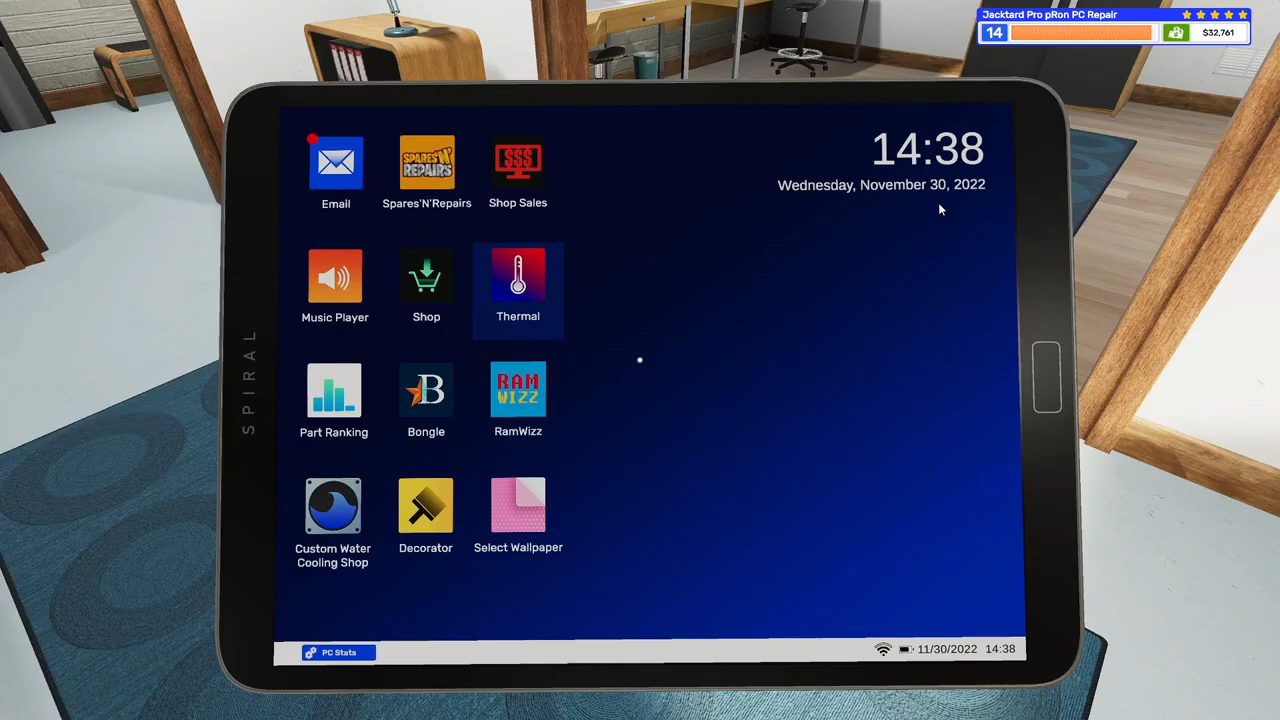 Jacktard Pro pRon PC Repair
14
$32,761
14:38
Wednesday, November 30, 2022
Email
SPARES'N'REPAIRS
Spares'N'Repairs
$$$
Shop Sales
Music Player
Shop
Thermal
SPIRAL
Part Ranking
B
Bongle
RAM WIZZ
RamWizz
Custom Water
Cooling Shop
Decorator
Select Wallpaper
PC Stats
11/30/2022 14:38